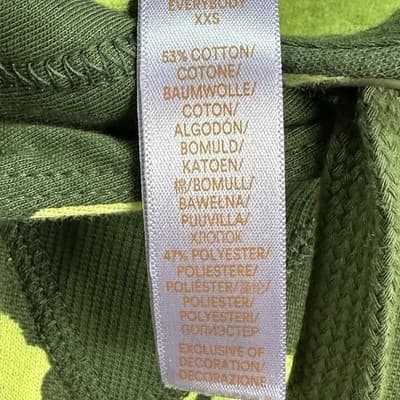 EVERYBODY
XXS
53% COTTON/
COTONE/
BAUMWOLLE/
COTON/
ALGODÓN/
BOMULD/
KATOEN/
棉/BOMULL/
BAWEŁNA/
PUUVILLA/
ХЛОПОК
47% POLYESTER/
POLIESTERE/
POLIÉSTER/
POLIESTER/
POLYESTERI/
ПОЛИЭСТЕР
EXCLUSIVE OF
DECORATION/
DECORAZIONE